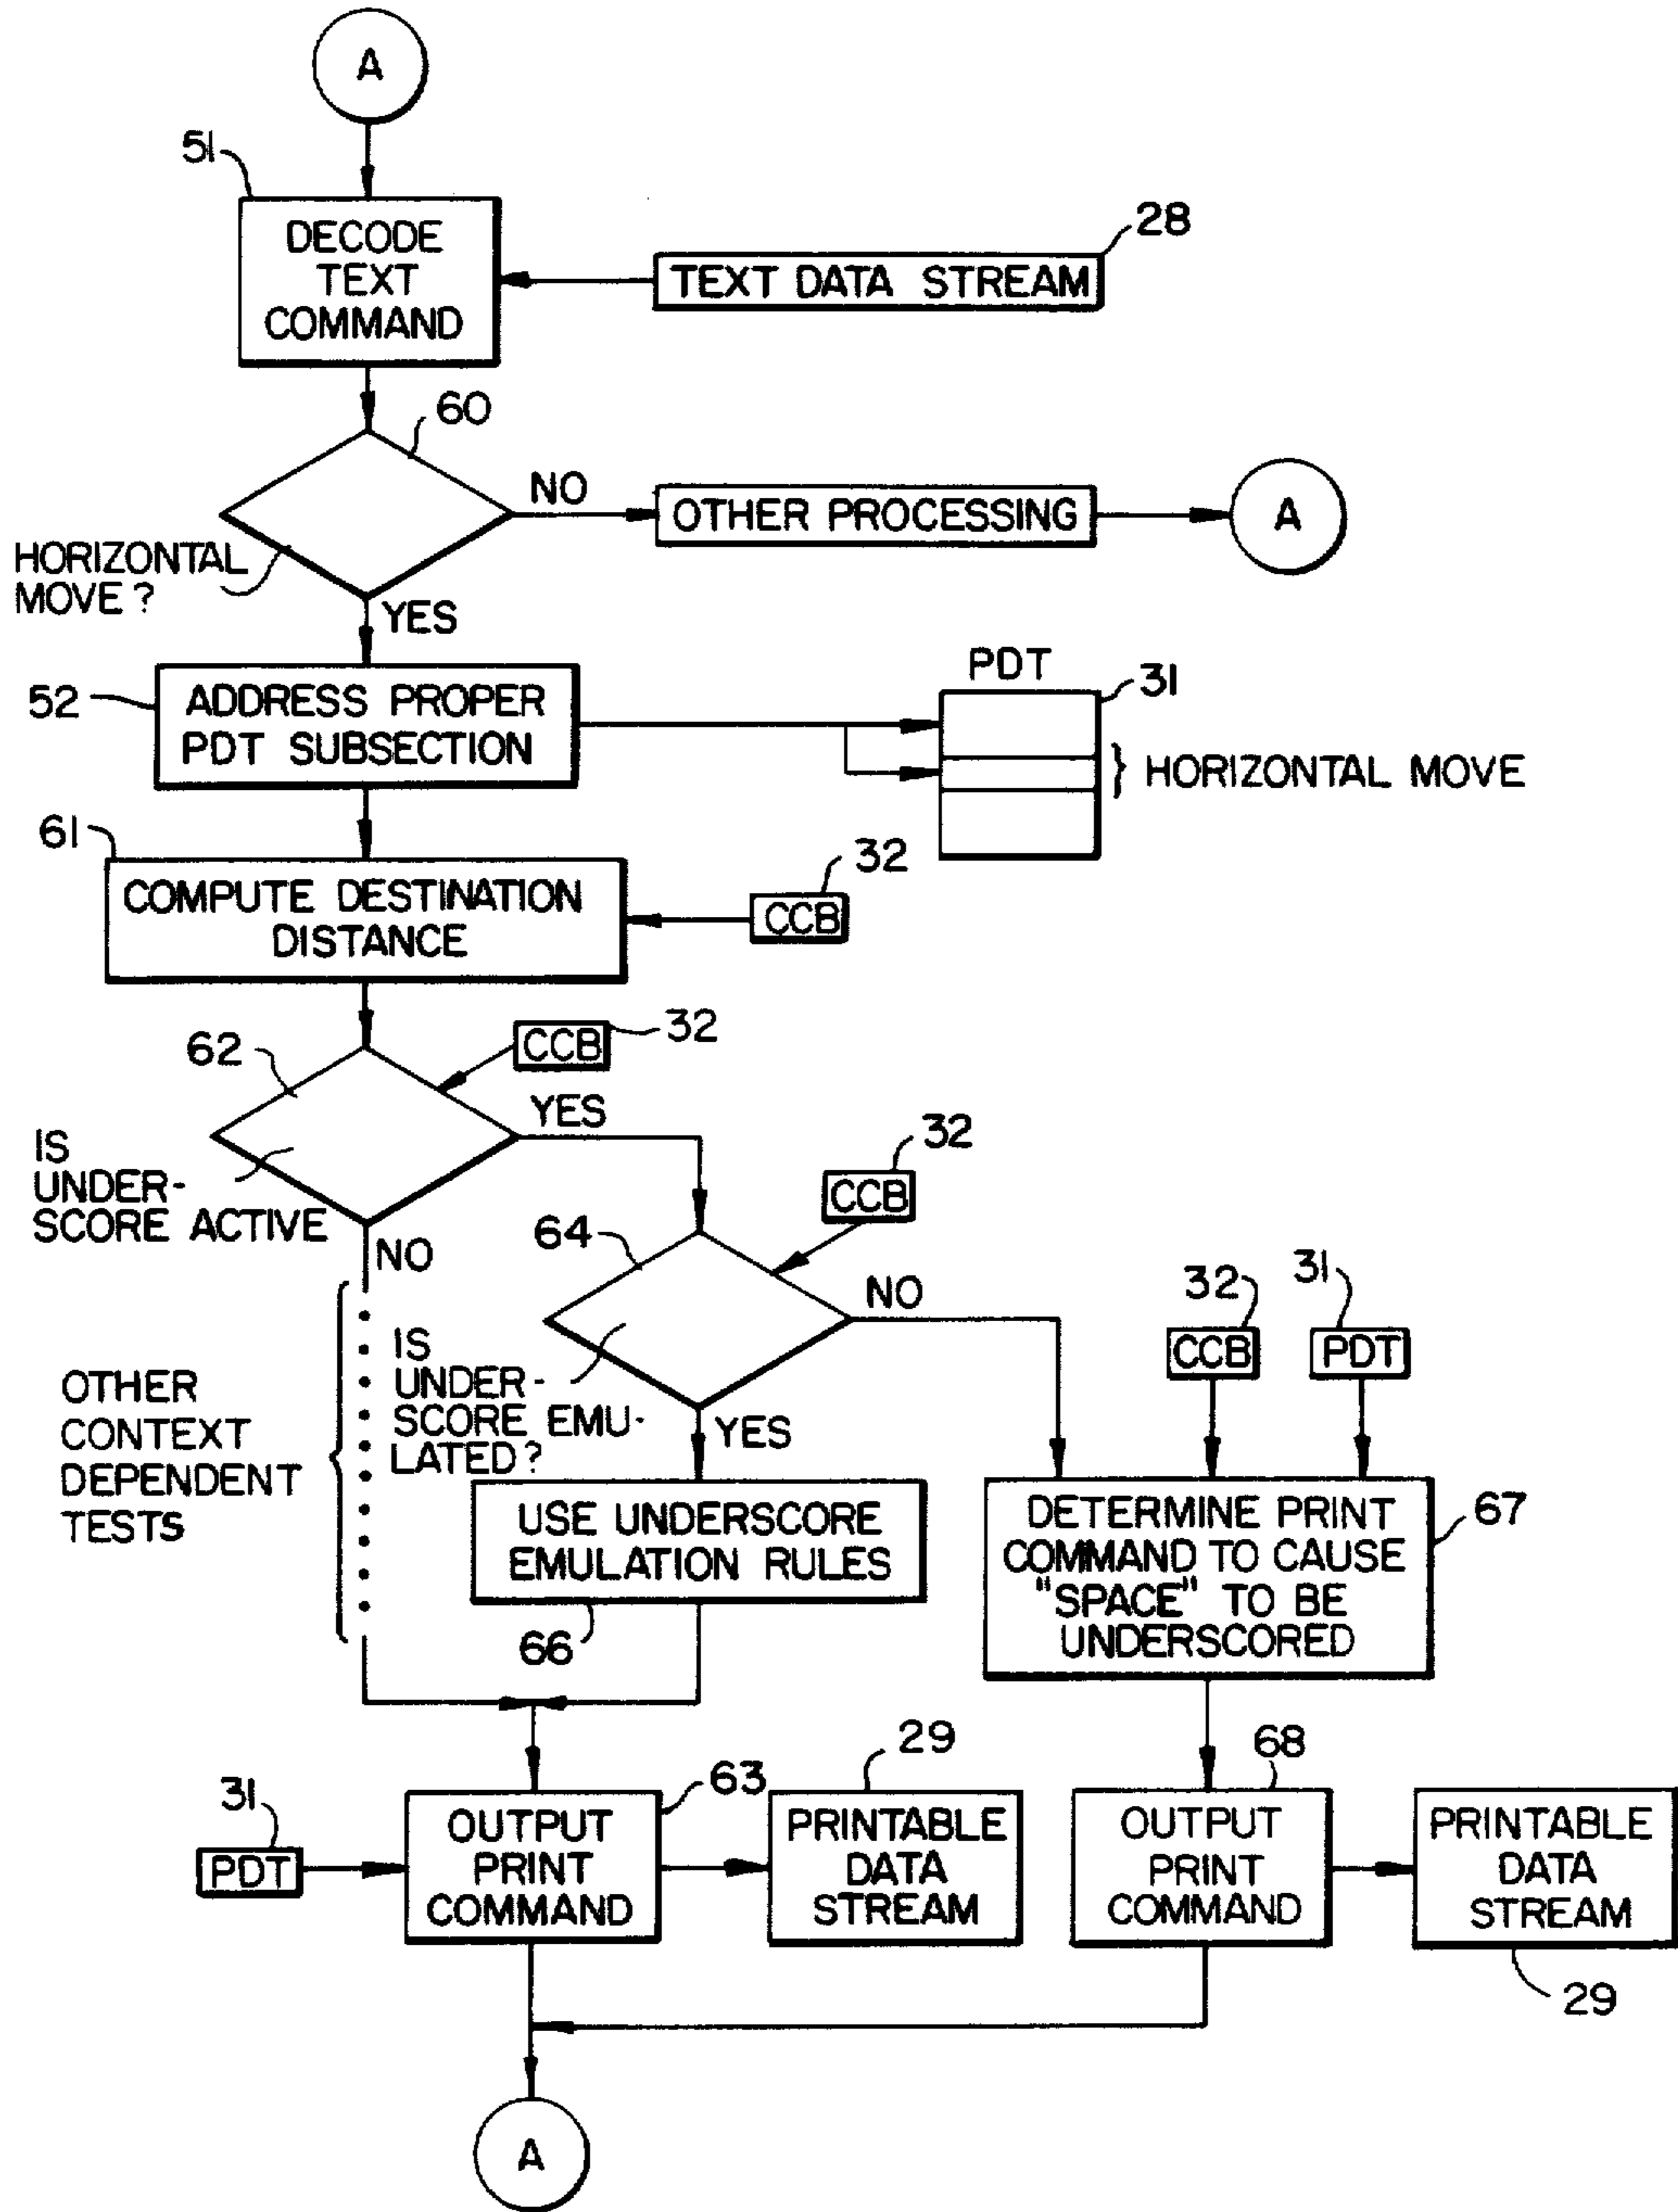 A
51
DECODE
TEXT
COMMAND
28
TEXT DATA STREAM
60
NO
OTHER PROCESSING
A
HORIZONTAL
MOVE?
YES
52
ADDRESS PROPER
PDT SUBSECTION
PDT
31
HORIZONTAL MOVE
61
COMPUTE DESTINATION
DISTANCE
32
CCB
62
CCB
32
YES
IS
UNDER-
SCORE ACTIVE
NO
32
CCB
64
NO
IS
UNDER-
SCORE EMU-
LATED?
YES
OTHER
CONTEXT
DEPENDENT
TESTS
32
CCB
31
PDT
USE UNDERSCORE
EMULATION RULES
66
DETERMINE PRINT
COMMAND TO CAUSE
"SPACE" TO BE
UNDERSCORED
67
31
PDT
OUTPUT
PRINT
COMMAND
63
29
PRINTABLE
DATA
STREAM
68
OUTPUT
PRINT
COMMAND
PRINTABLE
DATA
STREAM
29
A